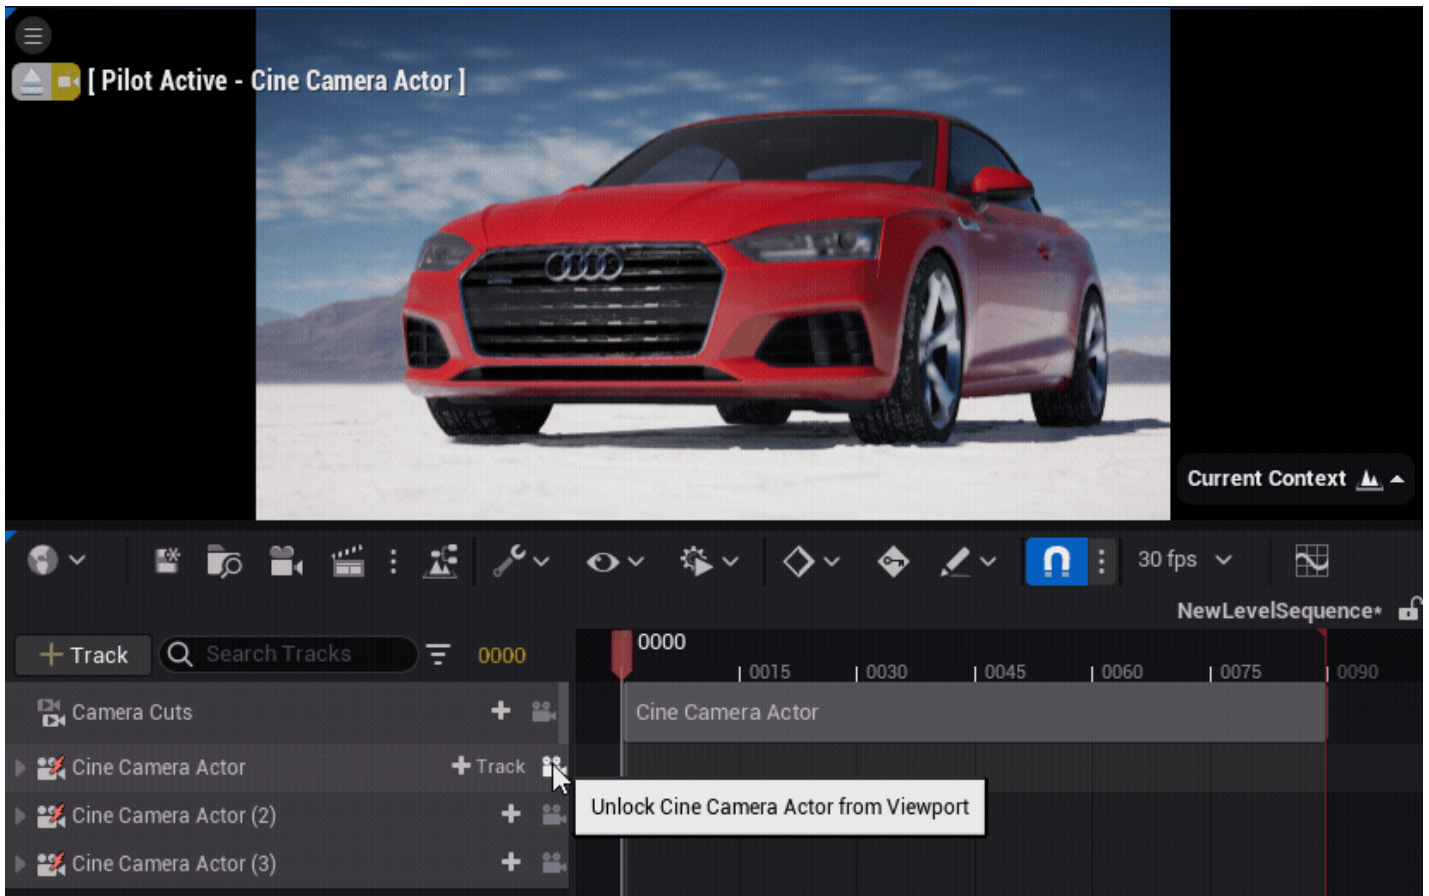 [ Pilot Active - Cine Camera Actor ]
Current Context
30 fps
NewLevelSequence*
+ Track
Search Tracks
0000
0000
0015
0030
0045
0060
0075
0090
Camera Cuts
Cine Camera Actor
Cine Camera Actor
+ Track
Unlock Cine Camera Actor from Viewport
Cine Camera Actor (2)
Cine Camera Actor (3)